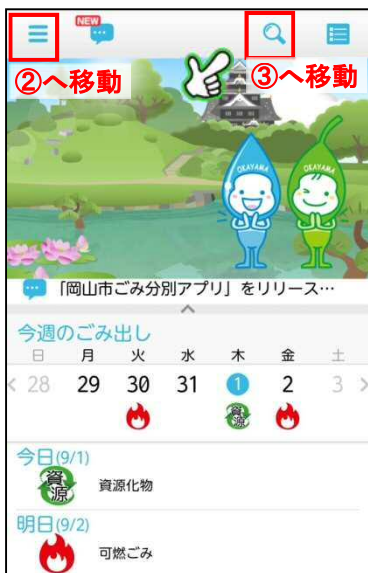 NEW
②へ移動
③へ移動
OKAYAMA
OKAYAMA
「岡山市ごみ分別アプリ」をリリース…
今週のごみ出し
日 月 火 水 木 金 土
< 28 29 30 31 1 2 3 >
資源
今日(9/1)
資源 資源化物
明日(9/2)
可燃ごみ